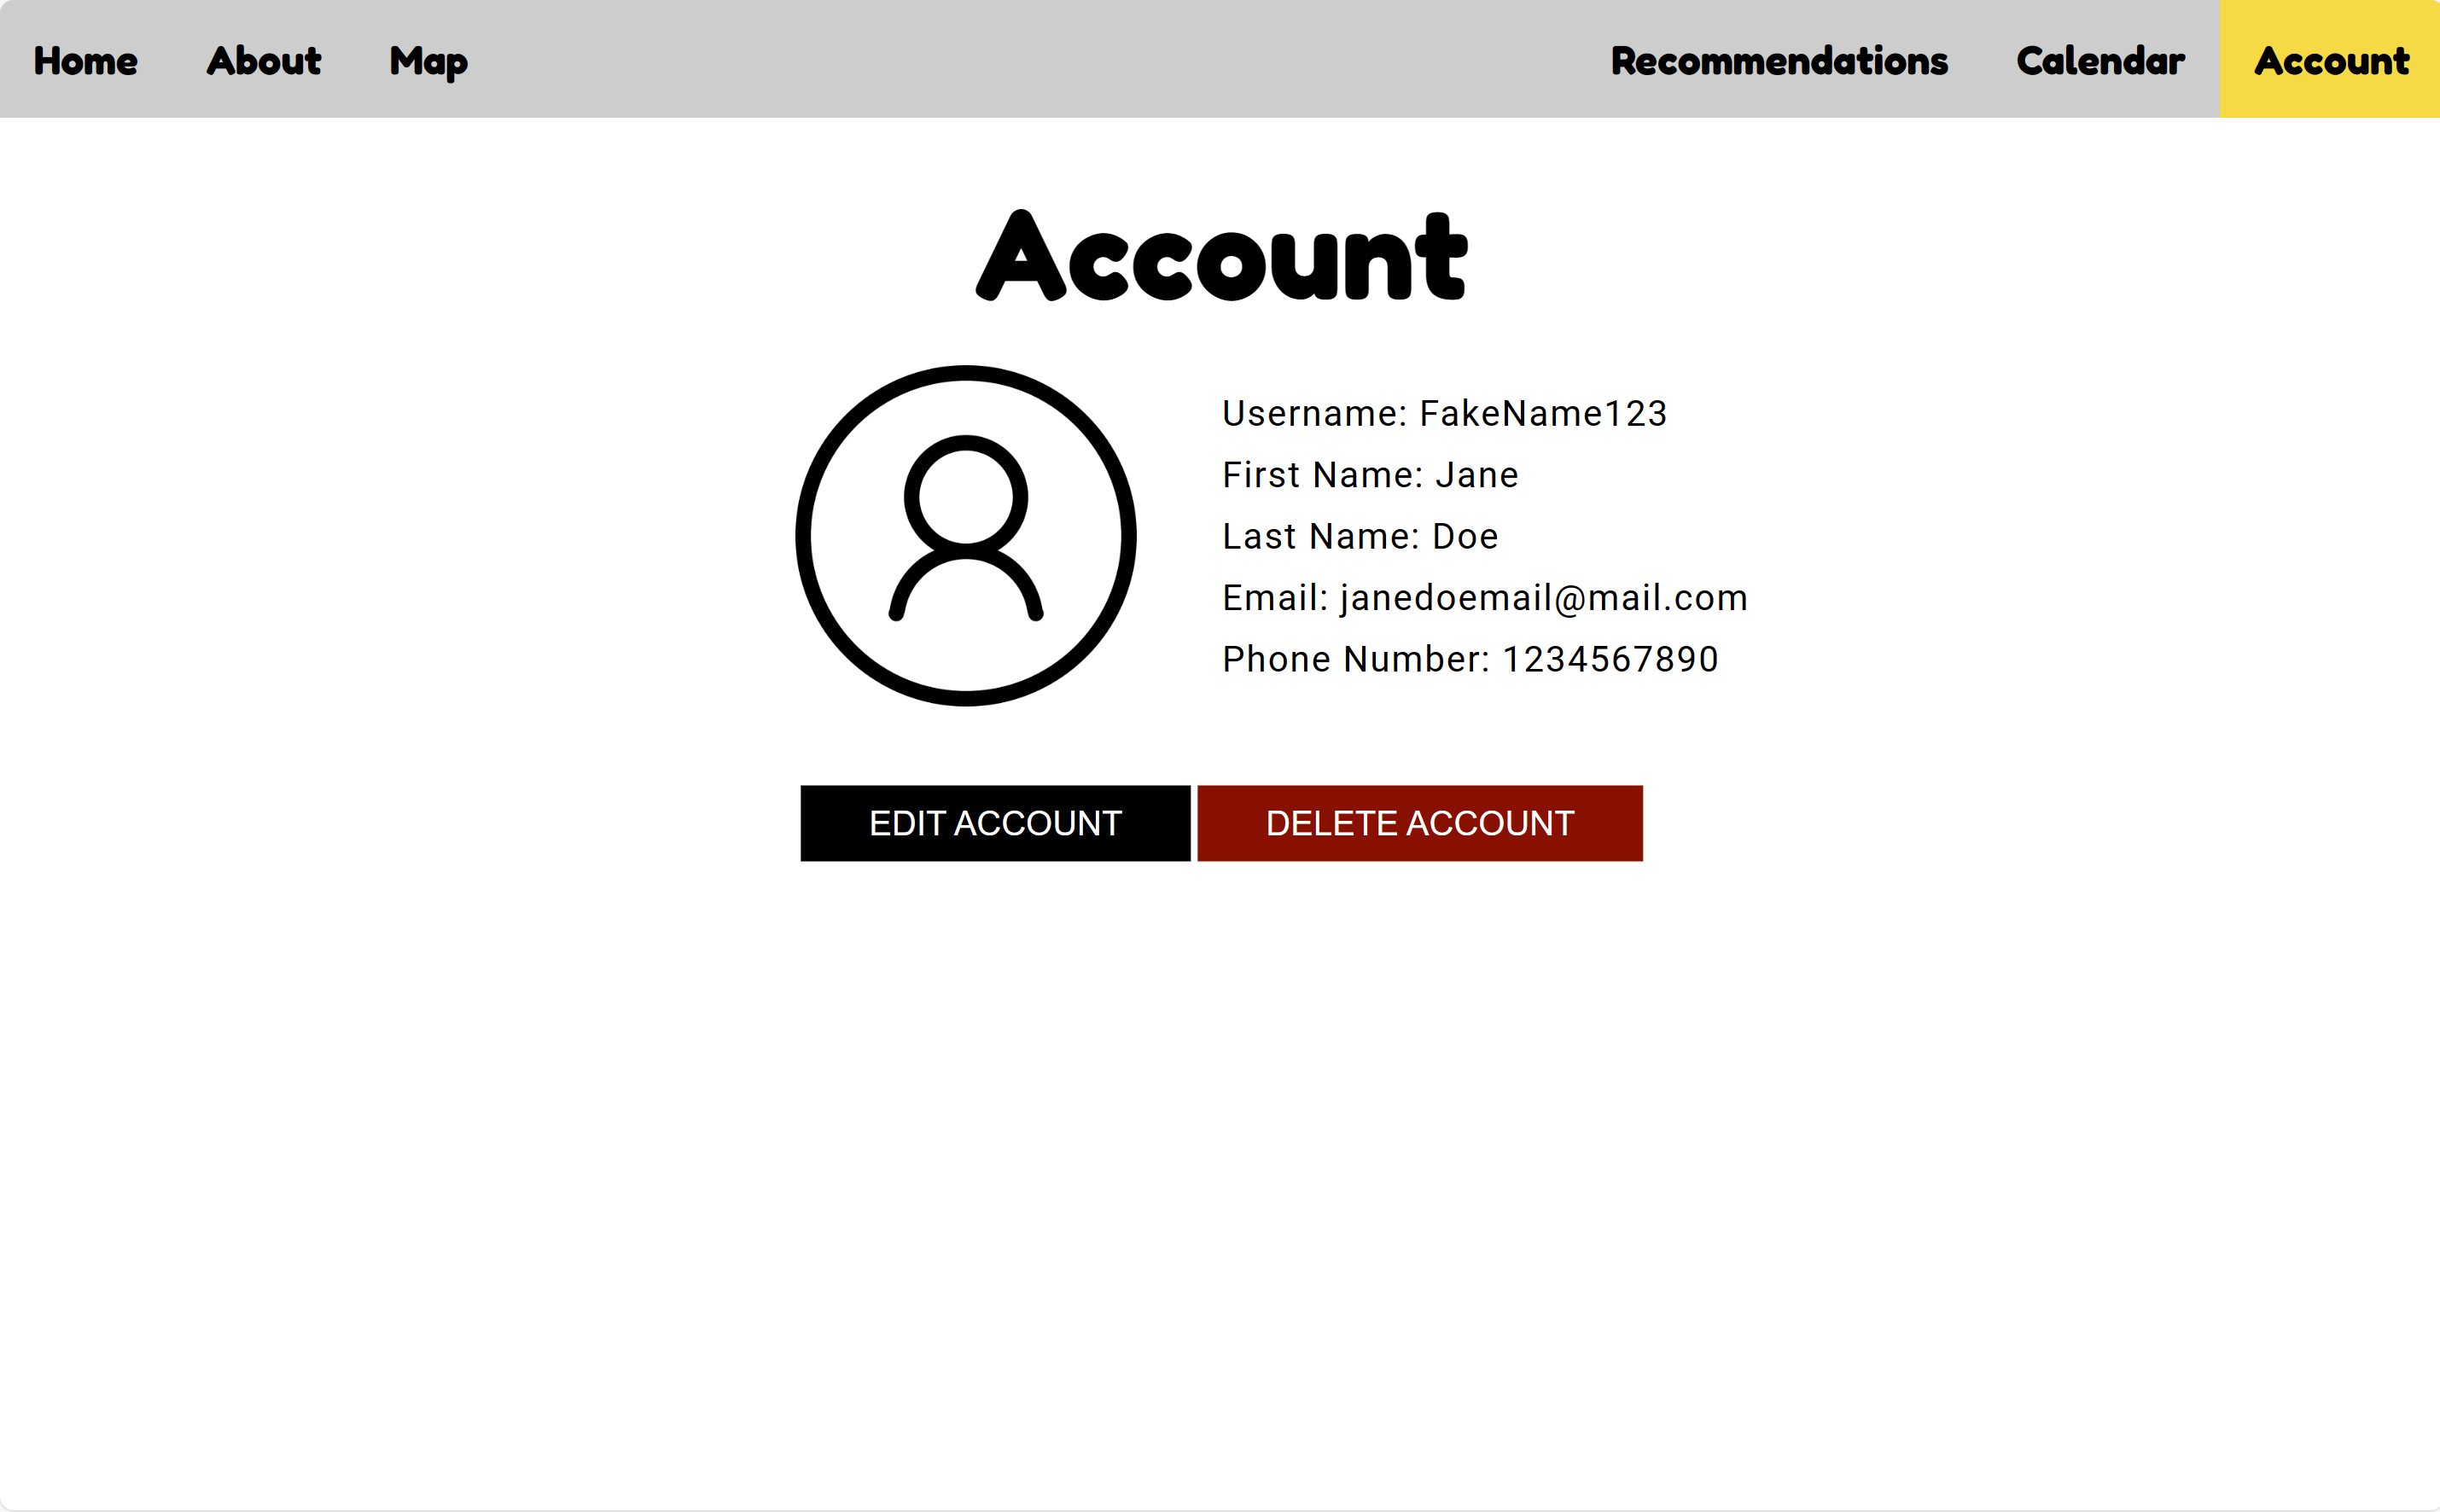 Home About Map Recommendations Calendar Account
Account
Username: FakeName123
First Name: Jane
Last Name: Doe
Email: janedoemail@mail.com
Phone Number: 1234567890
EDIT ACCOUNT DELETE ACCOUNT